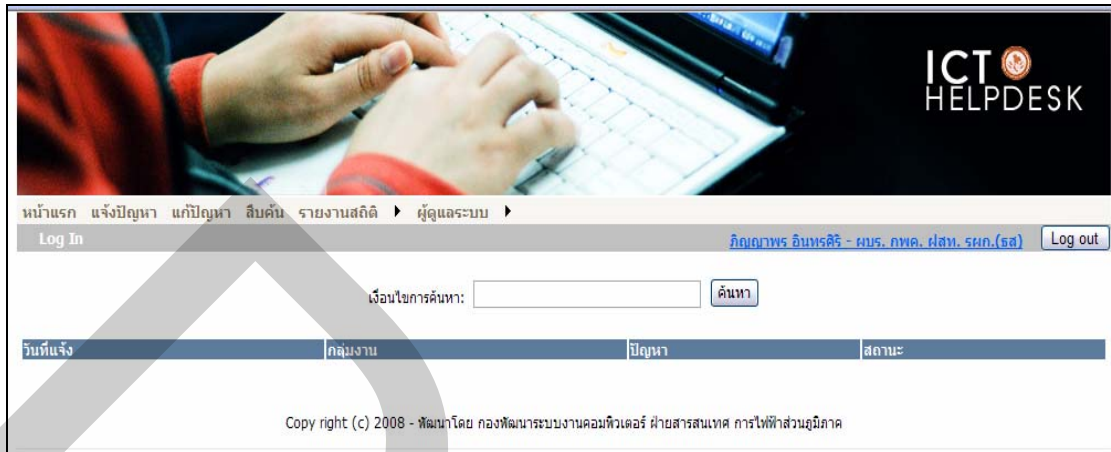 ICT
HELPDESK
หน้าแรก แจ้งปัญหา แก้ปัญหา สืบค้น รายงานสถิติ ผู้ดูแลระบบ
Log In ภิญญาพร อินทรศิริ - ผบร. กพค. ฝสท. รผก.(ธส) Log out
เงื่อนไขการค้นหา: ค้นหา
วันที่แจ้ง กลุ่มงาน ปัญหา สถานะ
Copy right (c) 2008 - พัฒนาโดย กองพัฒนาระบบงานคอมพิวเตอร์ ฝ่ายสารสนเทศ การไฟฟ้าส่วนภูมิภาค